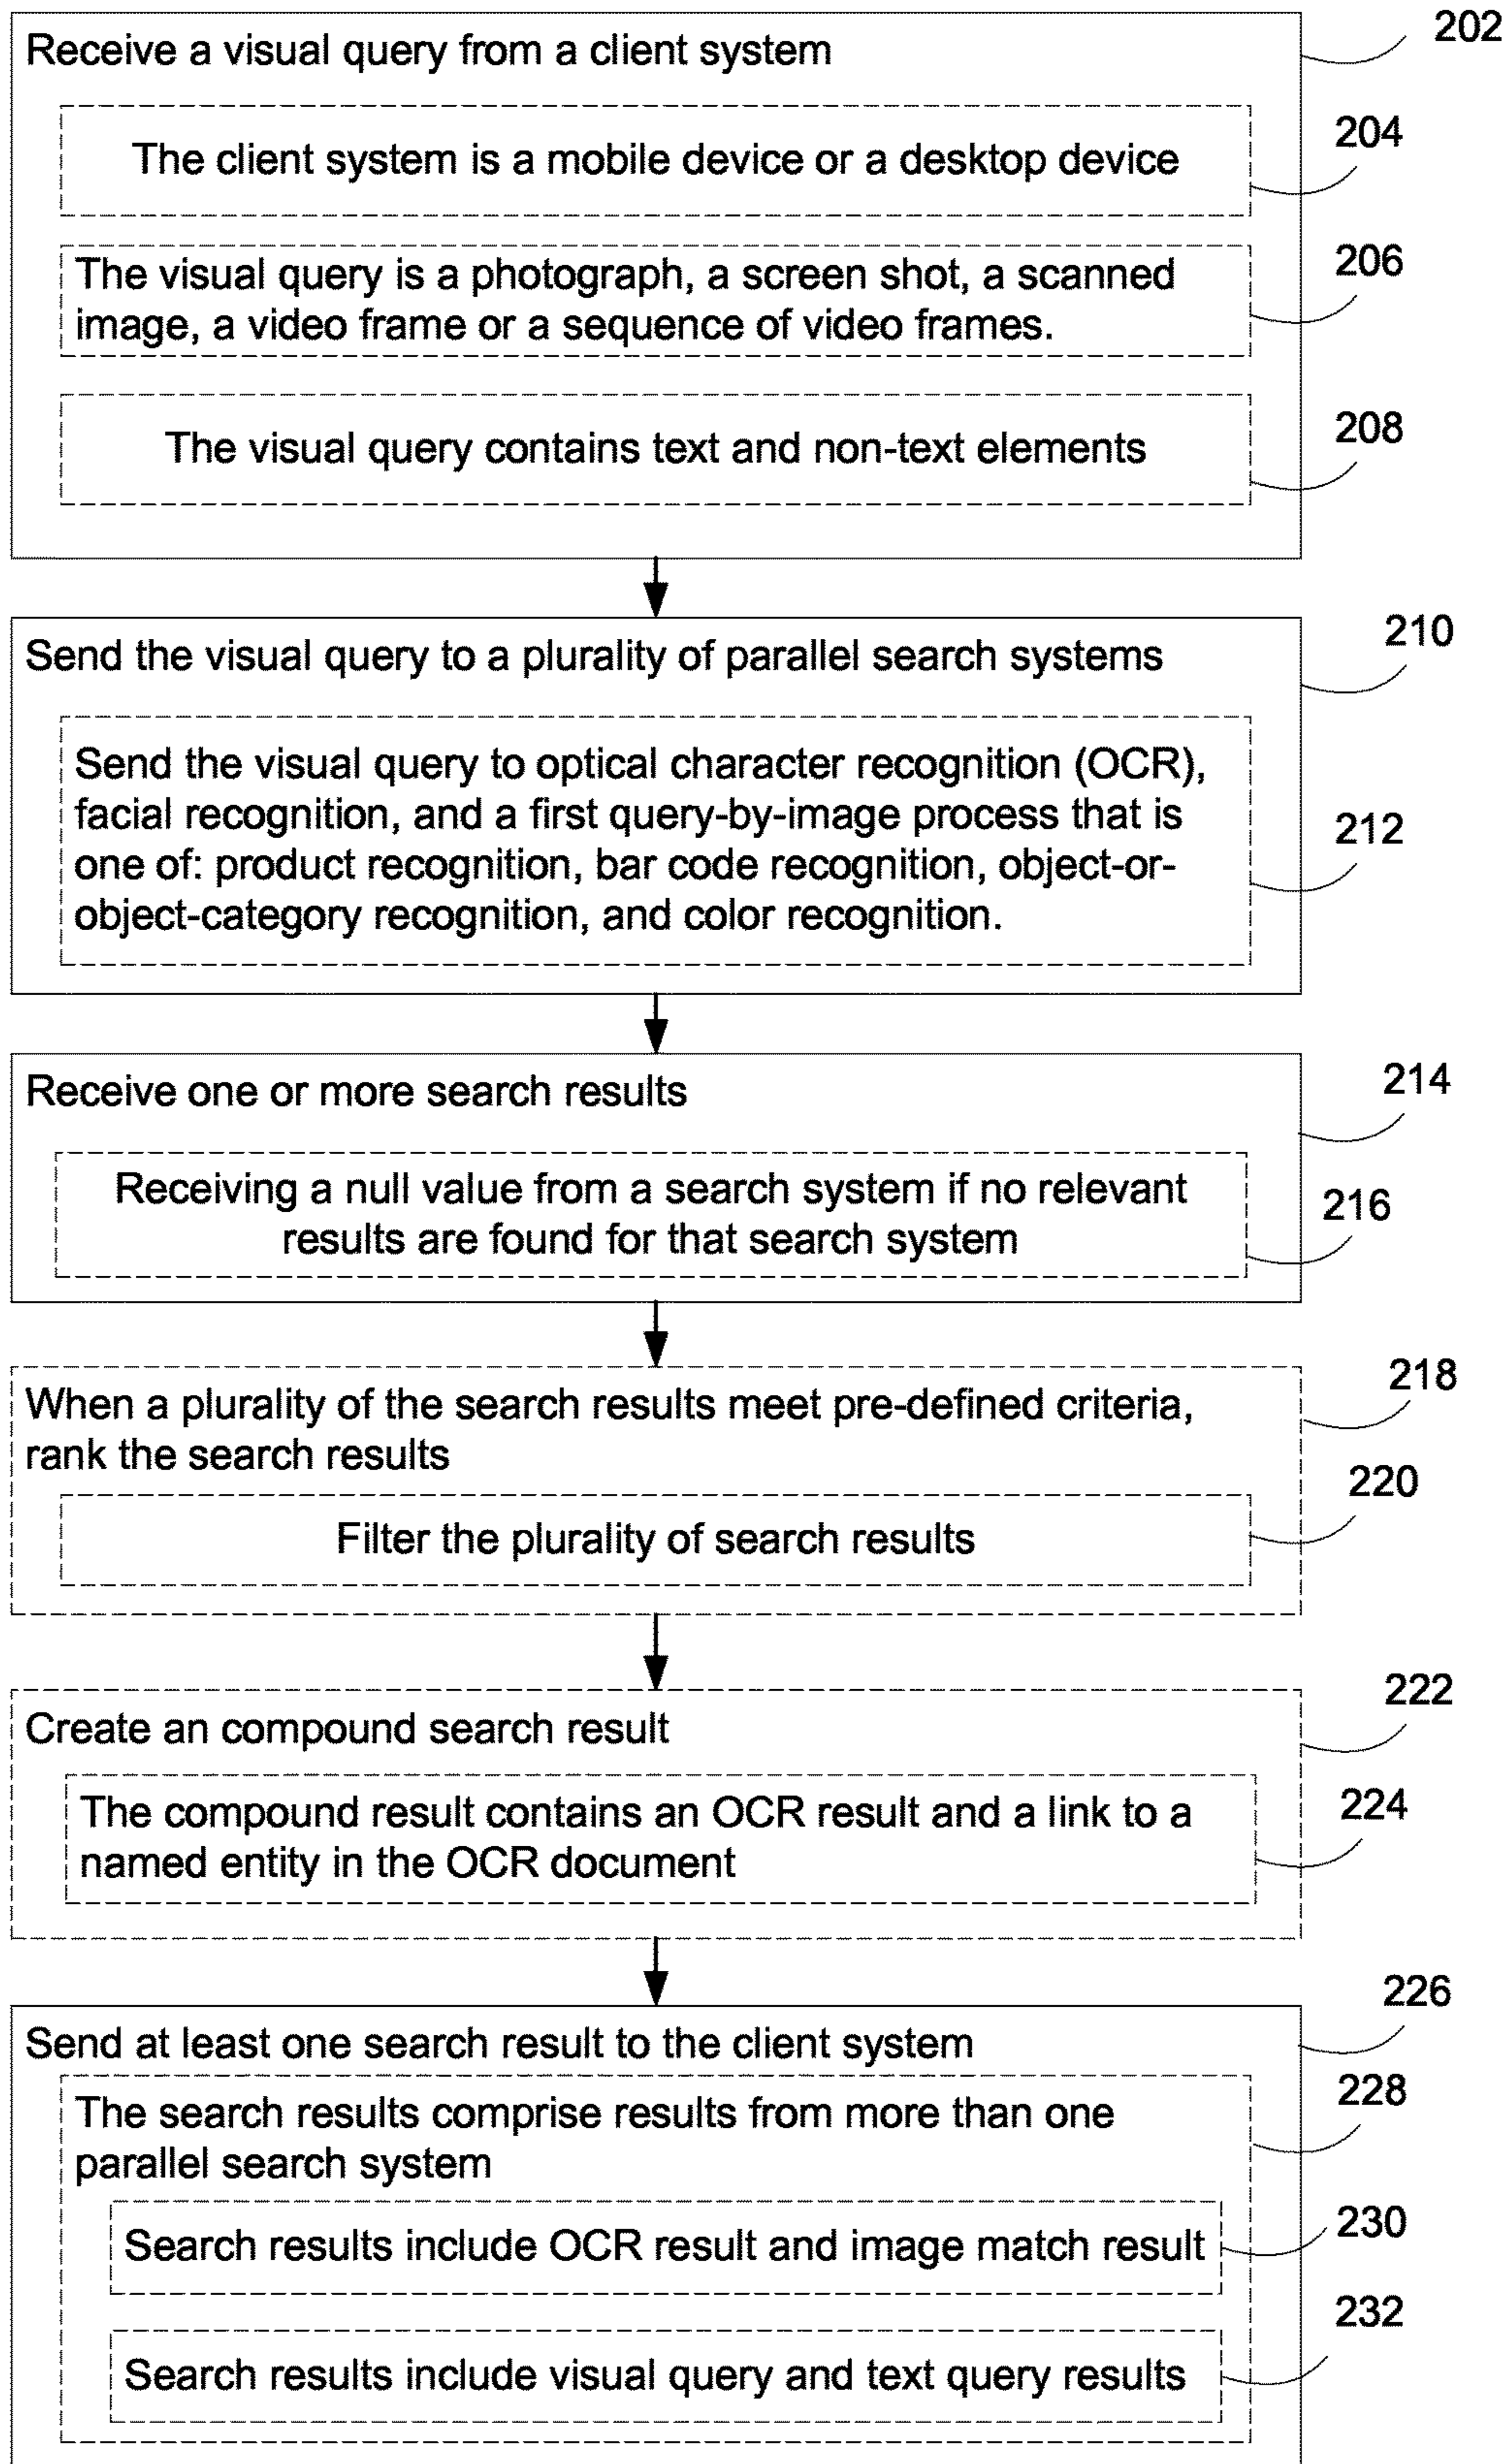 Receive a visual query from a client system
202
The client system is a mobile device or a desktop device
204
The visual query is a photograph, a screen shot, a scanned
image, a video frame or a sequence of video frames.
206
The visual query contains text and non-text elements
208
Send the visual query to a plurality of parallel search systems
210
Send the visual query to optical character recognition (OCR),
facial recognition, and a first query-by-image process that is
one of: product recognition, bar code recognition, object-or-
object-category recognition, and color recognition.
212
Receive one or more search results
214
Receiving a null value from a search system if no relevant
results are found for that search system
216
When a plurality of the search results meet pre-defined criteria,
rank the search results
218
Filter the plurality of search results
220
Create an compound search result
222
The compound result contains an OCR result and a link to a
named entity in the OCR document
224
Send at least one search result to the client system
226
The search results comprise results from more than one
parallel search system
228
Search results include OCR result and image match result
230
Search results include visual query and text query results
232